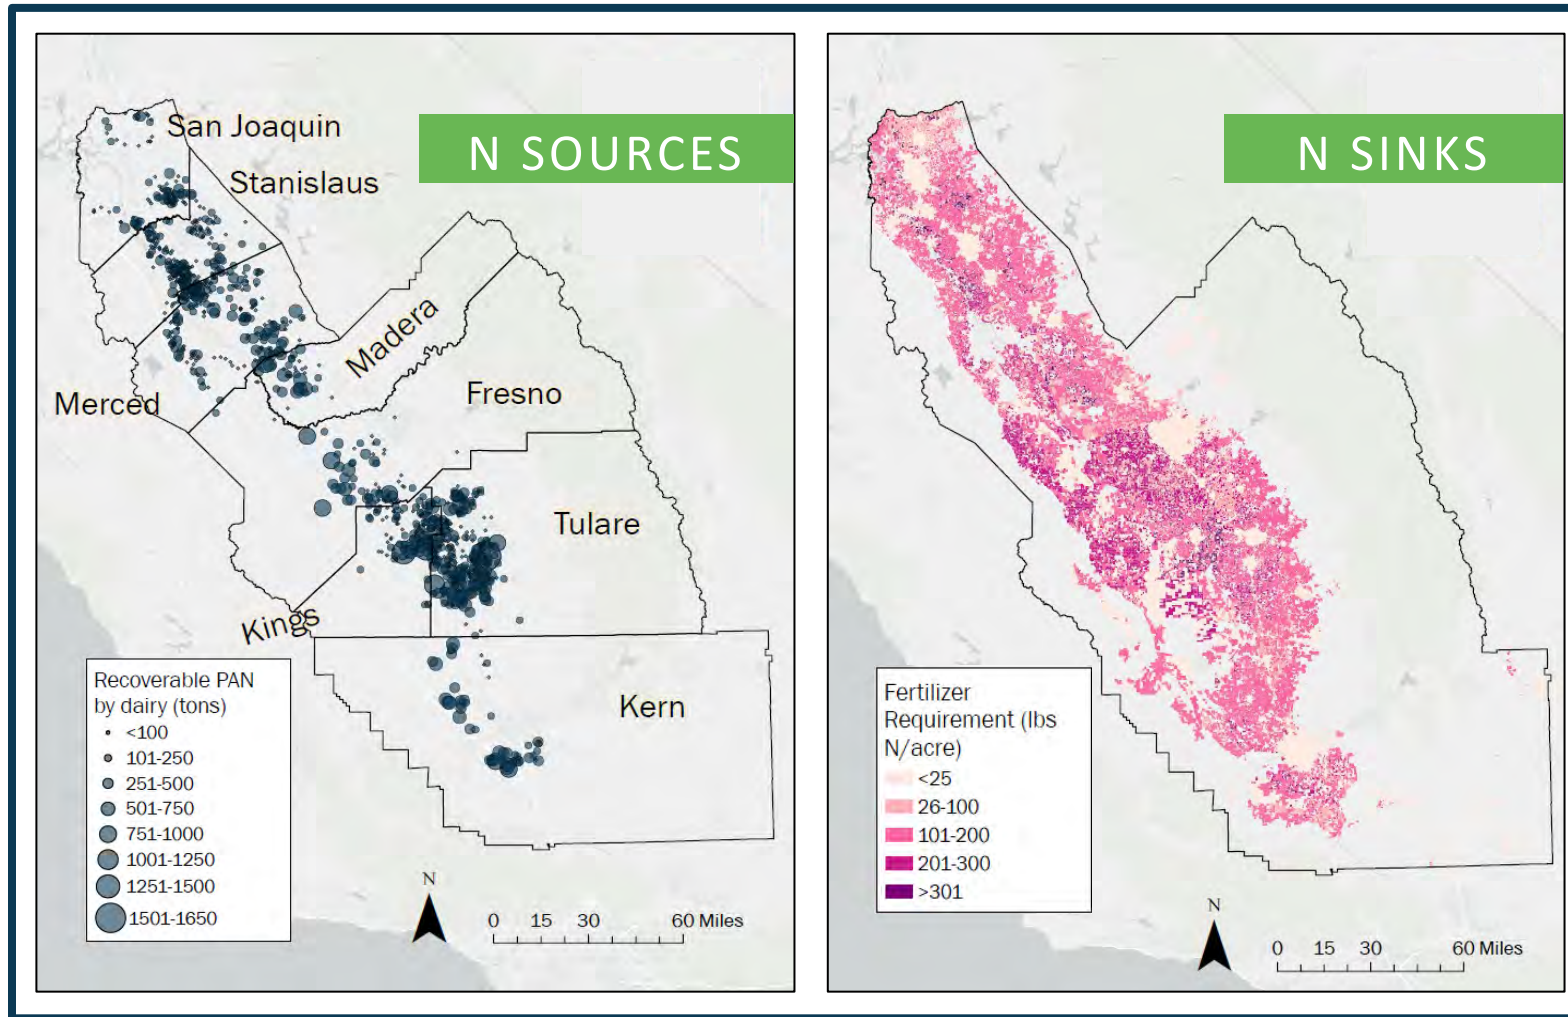 N SOURCES
San Joaquin
Stanislaus
Madera
Merced
Fresno
Tulare
Kings
Kern
Recoverable PAN
by dairy (tons)
<100
101-250
251-500
501-750
751-1000
1001-1250
1251-1500
1501-1650
N
0 15 30 60 Miles
N SINKS
Fertilizer
Requirement (lbs
N/acre)
<25
26-100
101-200
201-300
>301
N
0 15 30 60 Miles